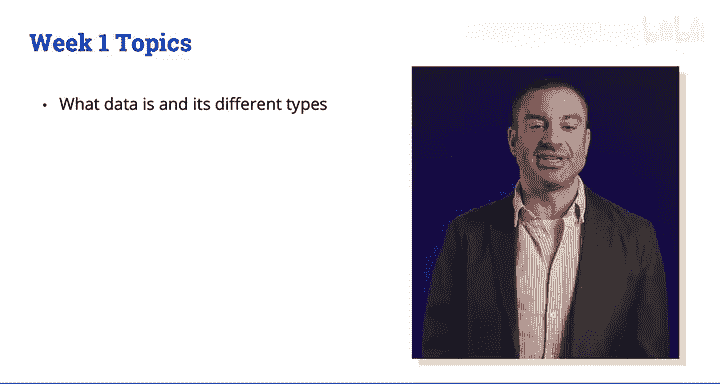 Week 1 Topics
• What data is and its different types